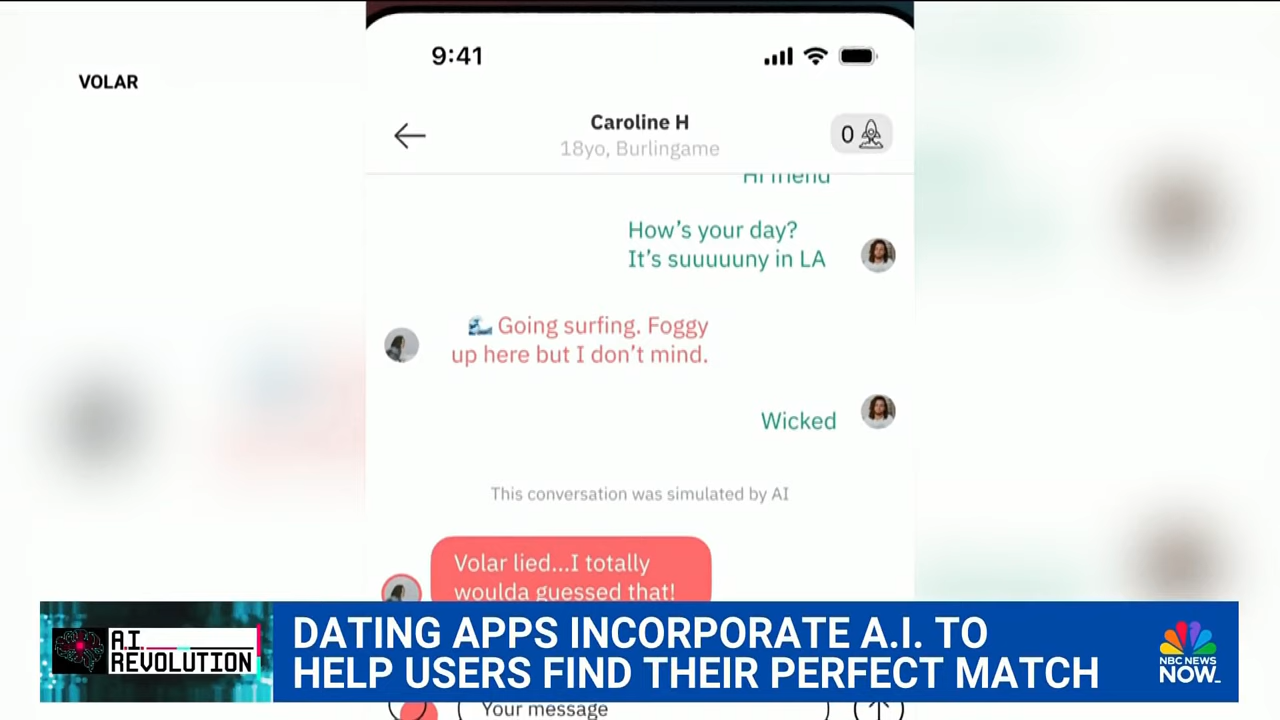 VOLAR
9:41
Caroline H
18yo, Burlingame
0
Hi friend
How’s your day?
It’s suuuuuny in LA
🌊 Going surfing. Foggy
up here but I don’t mind.
Wicked
This conversation was simulated by AI
Volar lied...I totally
woulda guessed that!
A.I.
REVOLUTION
DATING APPS INCORPORATE A.I. TO
HELP USERS FIND THEIR PERFECT MATCH
NBC NEWS
NOW
Your message